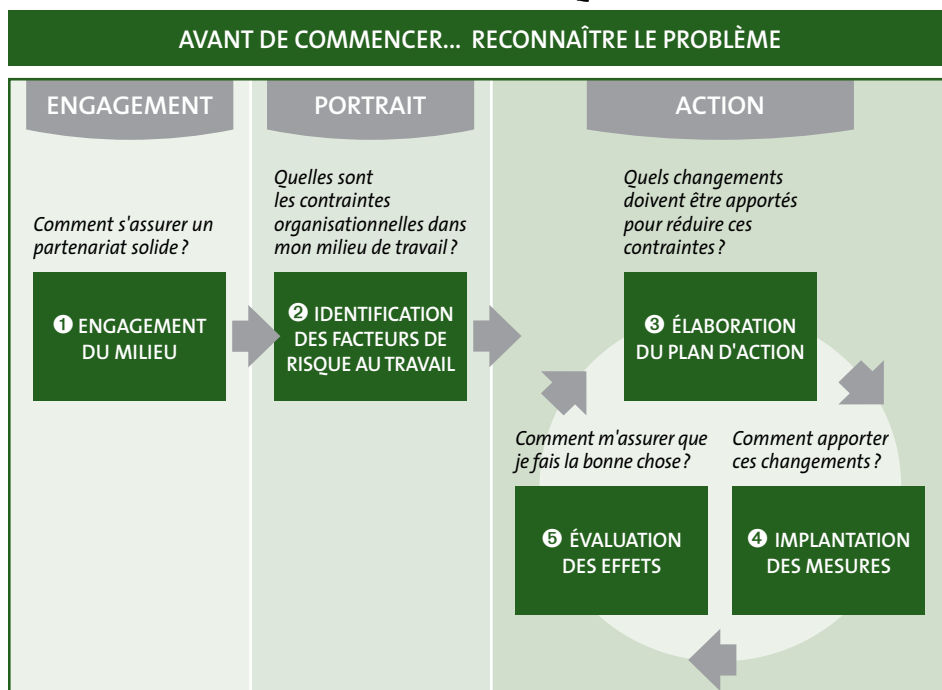 AVANT DE COMMENCER... RECONNAÎTRE LE PROBLÈME
ENGAGEMENT
Comment s'assurer un
partenariat solide ?
❶ ENGAGEMENT
DU MILIEU
PORTRAIT
Quelles sont
les contraintes
organisationnelles dans
mon milieu de travail ?
❷ IDENTIFICATION
DES FACTEURS DE
RISQUE AU TRAVAIL
ACTION
Quels changements
doivent être apportés
pour réduire ces
contraintes ?
❸ ÉLABORATION
DU PLAN D'ACTION
Comment apporter
ces changements ?
❹ IMPLANTATION
DES MESURES
Comment m'assurer que
je fais la bonne chose ?
❺ ÉVALUATION
DES EFFETS